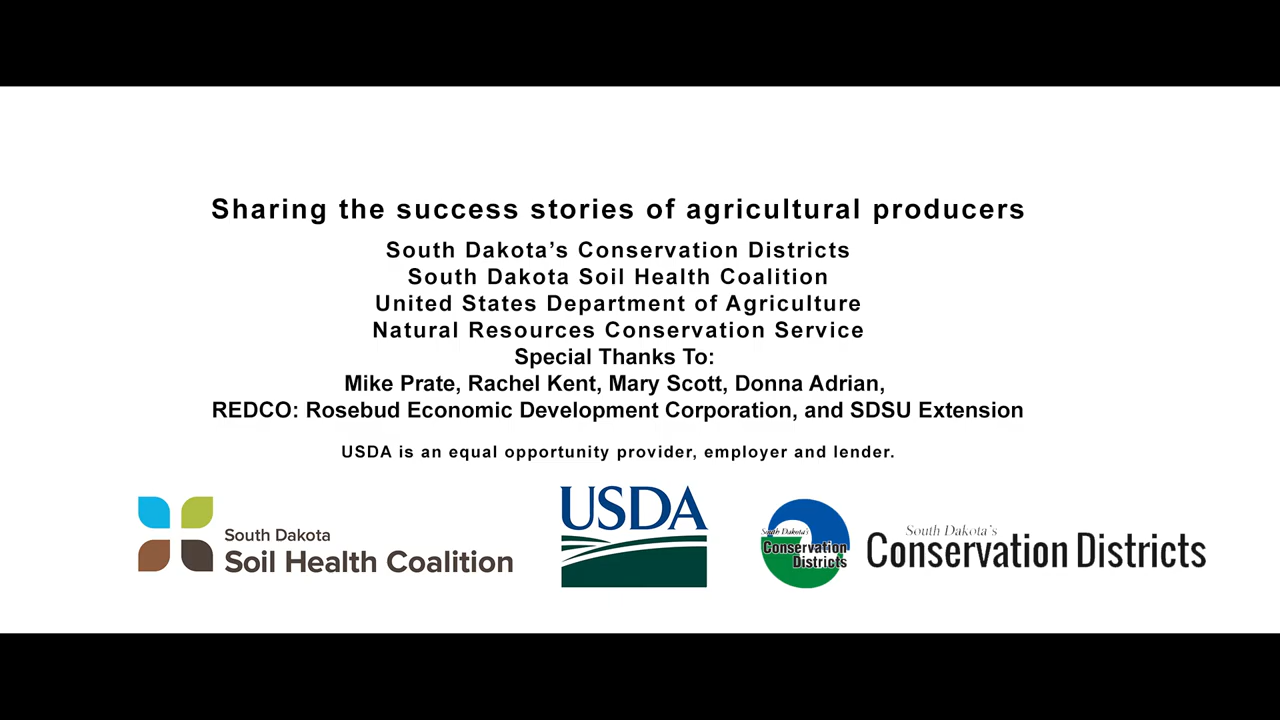 Sharing the success stories of agricultural producers
South Dakota’s Conservation Districts
South Dakota Soil Health Coalition
United States Department of Agriculture
Natural Resources Conservation Service
Special Thanks To:
Mike Prate, Rachel Kent, Mary Scott, Donna Adrian,
REDCO: Rosebud Economic Development Corporation, and SDSU Extension
USDA is an equal opportunity provider, employer and lender.
South Dakota
Soil Health Coalition
USDA
South Dakota's
Conservation
Districts
South Dakota's
Conservation Districts